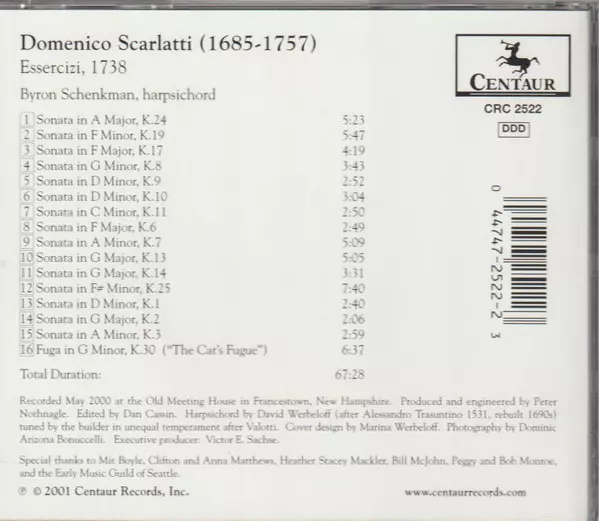 Domenico Scarlatti (1685-1757)
Essercizi, 1738
Byron Schenkman, harpsichord
CENTAUR
CRC 2522
DDD
1 Sonata in A Major, K.24 5:23
2 Sonata in F Minor, K.19 5:47
3 Sonata in F Major, K.17 4:19
4 Sonata in G Minor, K.8 3:43
5 Sonata in D Minor, K.9 2:52
6 Sonata in D Minor, K.10 3:04
7 Sonata in C Minor, K.11 2:50
8 Sonata in F Major, K.6 2:49
9 Sonata in A Minor, K.7 5:09
10 Sonata in G Major, K.13 5:05
11 Sonata in G Major, K.14 3:31
12 Sonata in F# Minor, K.25 7:40
13 Sonata in D Minor, K.1 2:40
14 Sonata in G Major, K.2 2:06
15 Sonata in A Minor, K.3 2:59
16 Fuga in G Minor, K.30 ("The Cat's Fugue") 6:37
Total Duration: 67:28
0 44747-2522-2 3
Recorded May 2000 at the Old Meeting House in Francestown, New Hampshire. Produced and engineered by Peter
Nothnagle. Edited by Dan Cassin. Harpsichord by David Werbeloff (after Alessandro Trasuntino 1531, rebuilt 1690s)
tuned by the builder in unequal temperament after Valotti. Cover design by Marina Werbeloff. Photography by Dominic
Arizona Bonuccelli. Executive producer: Victor E. Sachse.
Special thanks to Mit Boyle, Clifton and Anna Matthews, Heather Stacey Mackler, Bill McJohn, Peggy and Bob Monroe,
and the Early Music Guild of Seattle.
℗ © 2001 Centaur Records, Inc. www.centaurrecords.com